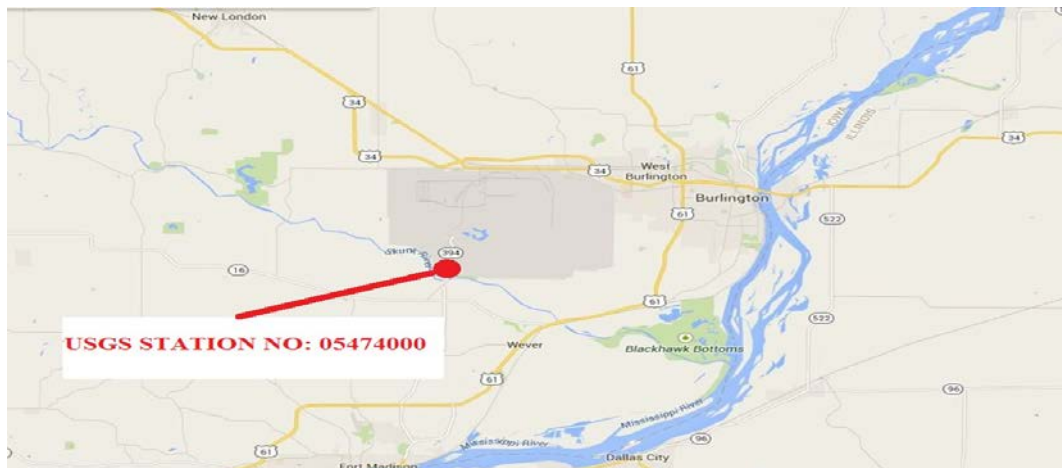 New London
61
34
34
34
34
IOWA
ILLINOIS
West
Burlington
Burlington
61
522
Skunk River
394
16
61
522
USGS STATION NO: 05474000
Wever
Blackhawk Bottoms
61
96
Mississippi River
Mississippi River
61
96
Fort Madison
Dallas City